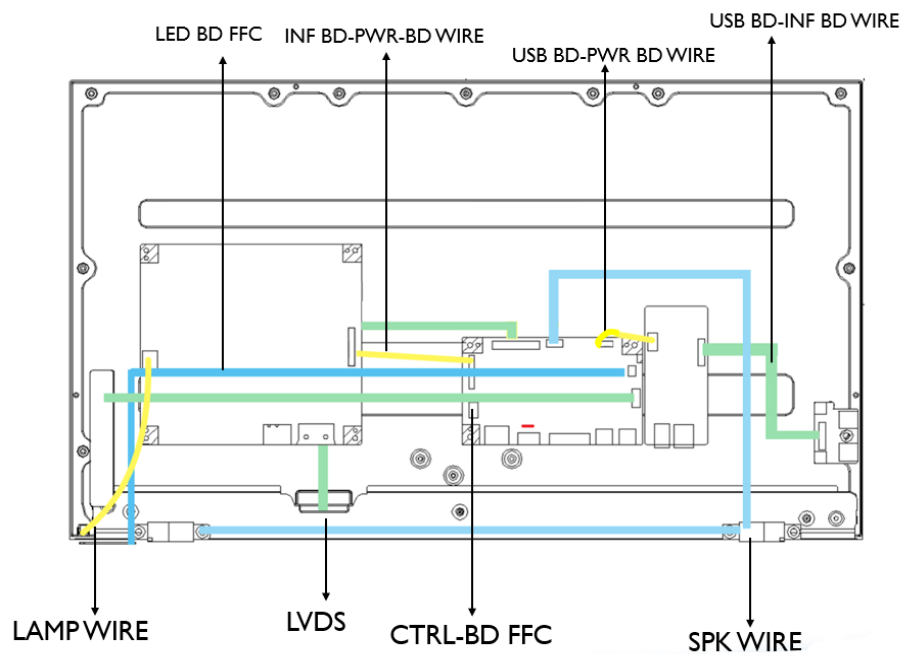 USB BD-INF BD WIRE
LED BD FFC
INF BD-PWR-BD WIRE
USB BD-PWR BD WIRE
LAMP WIRE
LVDS
CTRL-BD FFC
SPK WIRE